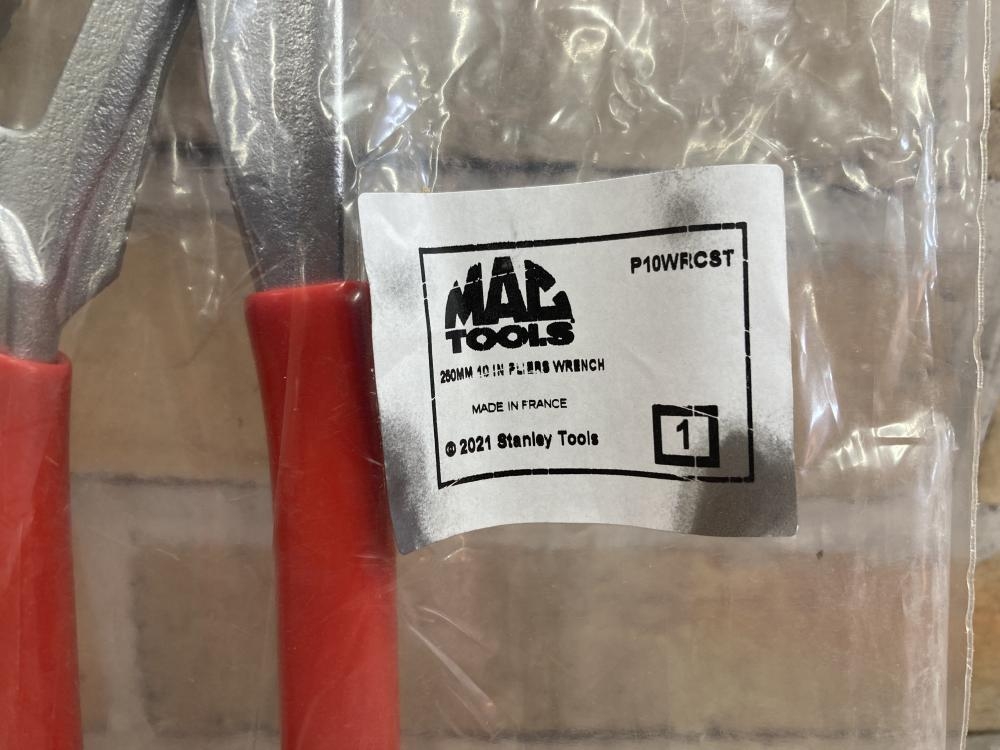 P10WRCST
MAC
TOOLS
250MM 10 IN PLIERS WRENCH
MADE IN FRANCE
© 2021 Stanley Tools
1